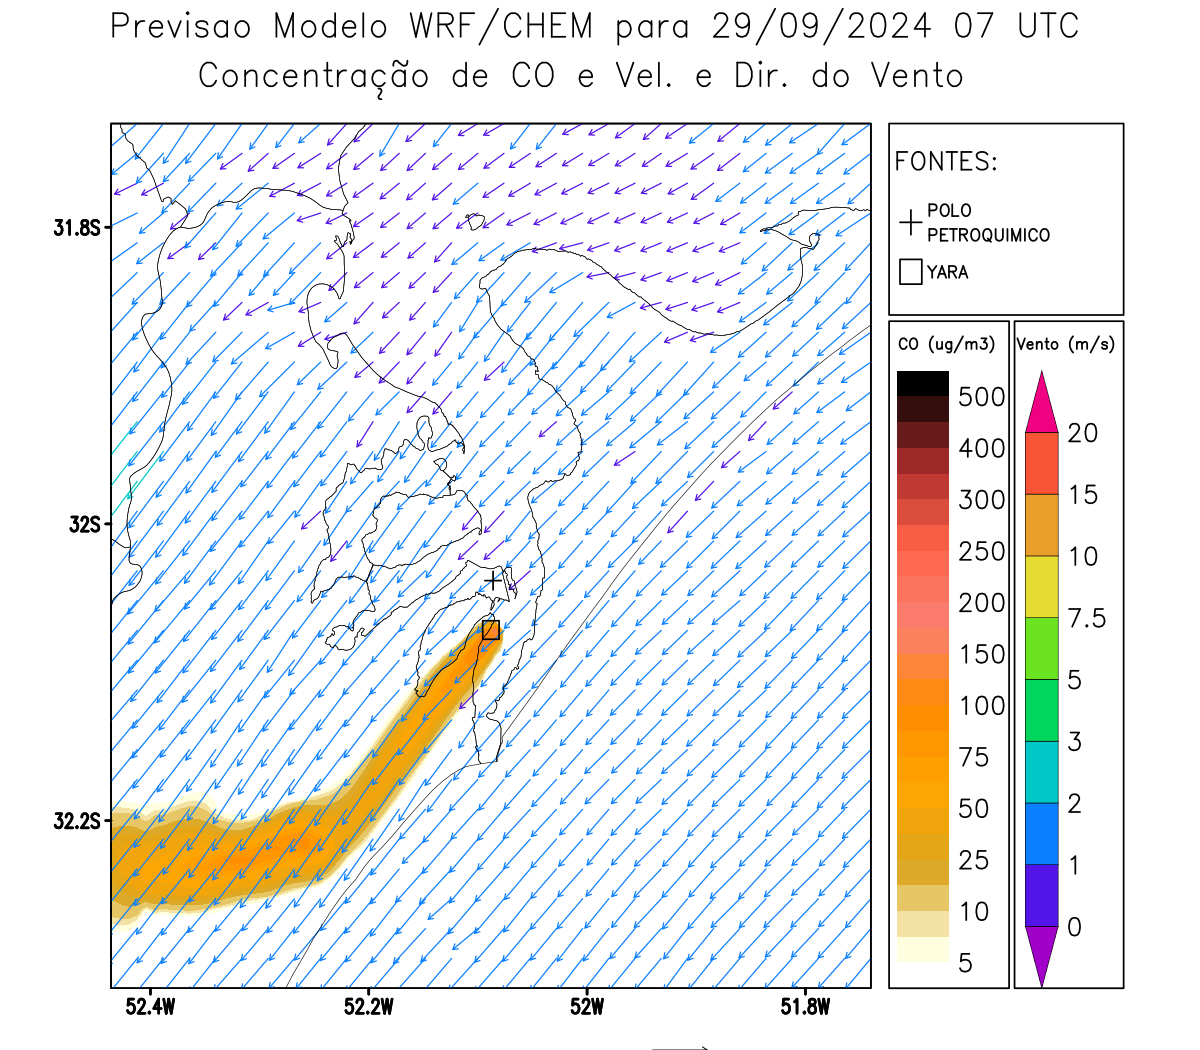 Previsao Modelo WRF/CHEM para 29/09/2024 07 UTC
Concentração de CO e Vel. e Dir. do Vento
FONTES:
POLO
PETROQUIMICO
YARA
CO (ug/m3)
500
400
300
250
200
150
100
75
50
25
10
5
Vento (m/s)
20
15
10
7.5
5
3
2
1
0
31.8S
32S
32.2S
52.4W
52.2W
52W
51.8W